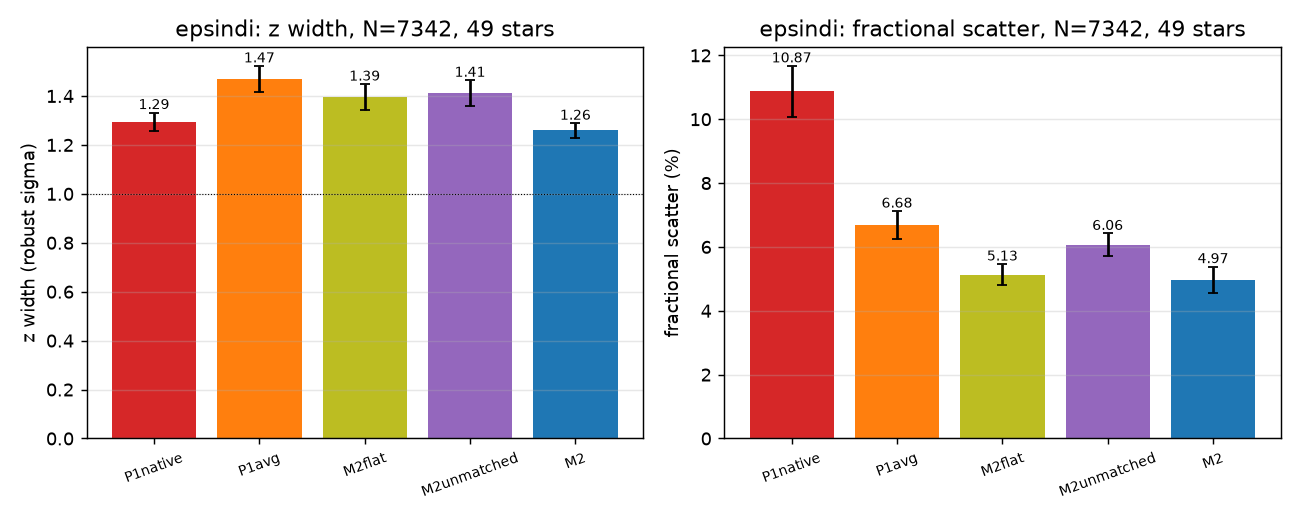 epsindi: z width, N=7342, 49 stars
z width (robust sigma)
1.4
1.2
1.0
0.8
0.6
0.4
0.2
0.0
1.29
1.47
1.39
1.41
1.26
P1native
P1avg
M2flat
M2unmatched
M2
epsindi: fractional scatter, N=7342, 49 stars
fractional scatter (%)
12
10
8
6
4
2
0
10.87
6.68
5.13
6.06
4.97
P1native
P1avg
M2flat
M2unmatched
M2